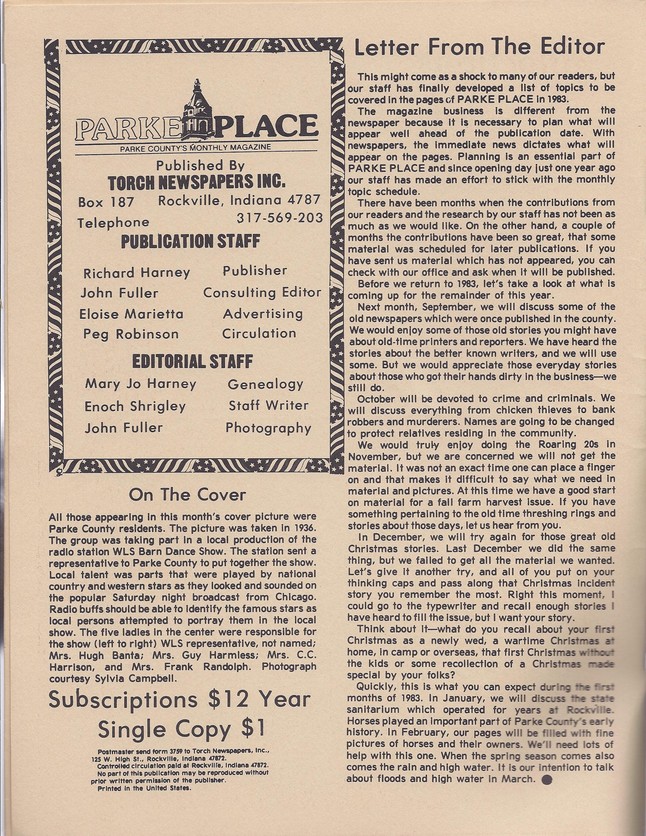 PARKE PLACE
PARKE COUNTY'S MONTHLY MAGAZINE
Published By
TORCH NEWSPAPERS INC.
Box 187 Rockville, Indiana 4787
Telephone 317-569-203
PUBLICATION STAFF
Richard Harney Publisher
John Fuller Consulting Editor
Eloise Marietta Advertising
Peg Robinson Circulation
EDITORIAL STAFF
Mary Jo Harney Genealogy
Enoch Shrigley Staff Writer
John Fuller Photography
On The Cover
All those appearing in this month's cover picture were
Parke County residents. The picture was taken in 1936.
The group was taking part in a local production of the
radio station WLS Barn Dance Show. The station sent a
representative to Parke County to put together the show.
Local talent was parts that were played by national
country and western stars as they looked and sounded on
the popular Saturday night broadcast from Chicago.
Radio buffs should be able to identify the famous stars as
local persons attempted to portray them in the local
show. The five ladies in the center were responsible for
the show (left to right) WLS representative, not named;
Mrs. Hugh Banta; Mrs. Guy Harmless; Mrs. C.C.
Harrison, and Mrs. Frank Randolph. Photograph
courtesy Sylvia Campbell.
Subscriptions $12 Year
Single Copy $1
Postmaster send form 3759 to Torch Newspapers, Inc.,
125 W. High St., Rockville, Indiana 47872.
Controlled circulation paid at Rockville, Indiana 47872.
No part of this publication may be reproduced without
prior written permission of the publisher.
Printed in the United States.
Letter From The Editor
This might come as a shock to many of our readers, but
our staff has finally developed a list of topics to be
covered in the pages of PARKE PLACE in 1983.
The magazine business is different from the
newspaper because it is necessary to plan what will
appear well ahead of the publication date. With
newspapers, the immediate news dictates what will
appear on the pages. Planning is an essential part of
PARKE PLACE and since opening day just one year ago
our staff has made an effort to stick with the monthly
topic schedule.
There have been months when the contributions from
our readers and the research by our staff has not been as
much as we would like. On the other hand, a couple of
months the contributions have been so great, that some
material was scheduled for later publications. If you
have sent us material which has not appeared, you can
check with our office and ask when it will be published.
Before we return to 1983, let's take a look at what is
coming up for the remainder of this year.
Next month, September, we will discuss some of the
old newspapers which were once published in the county.
We would enjoy some of those old stories you might have
about old-time printers and reporters. We have heard the
stories about the better known writers, and we will use
some. But we would appreciate those everyday stories
about those who got their hands dirty in the business—we
still do.
October will be devoted to crime and criminals. We
will discuss everything from chicken thieves to bank
robbers and murderers. Names are going to be changed
to protect relatives residing in the community.
We would truly enjoy doing the Roaring 20s in
November, but we are concerned we will not get the
material. It was not an exact time one can place a finger
on and that makes it difficult to say what we need in
material and pictures. At this time we have a good start
on material for a fall farm harvest issue. If you have
something pertaining to the old time threshing rings and
stories about those days, let us hear from you.
In December, we will try again for those great old
Christmas stories. Last December we did the same
thing, but we failed to get all the material we wanted.
Let's give it another try, and all of you put on your
thinking caps and pass along that Christmas incident
story you remember the most. Right this moment, I
could go to the typewriter and recall enough stories I
have heard to fill the issue, but I want your story.
Think about it—what do you recall about your first
Christmas as a newly wed, a wartime Christmas at
home, in camp or overseas, that first Christmas without
the kids or some recollection of a Christmas made
special by your folks?
Quickly, this is what you can expect during the first
months of 1983. In January, we will discuss the state
sanitarium which operated for years at Rockville.
Horses played an important part of Parke County's early
history. In February, our pages will be filled with fine
pictures of horses and their owners. We'll need lots of
help with this one. When the spring season comes also
comes the rain and high water. It is our intention to talk
about floods and high water in March.